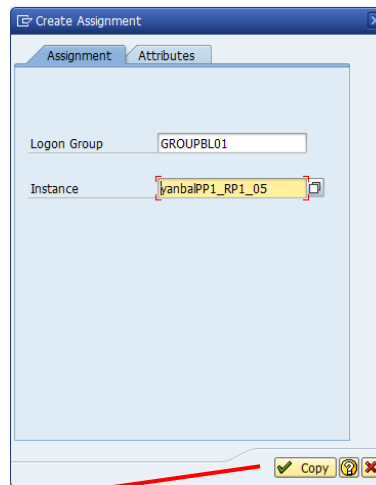 Create Assignment
Assignment Attributes
Logon Group GROUPBL01
Instance yanbalPP1_RP1_05
Copy